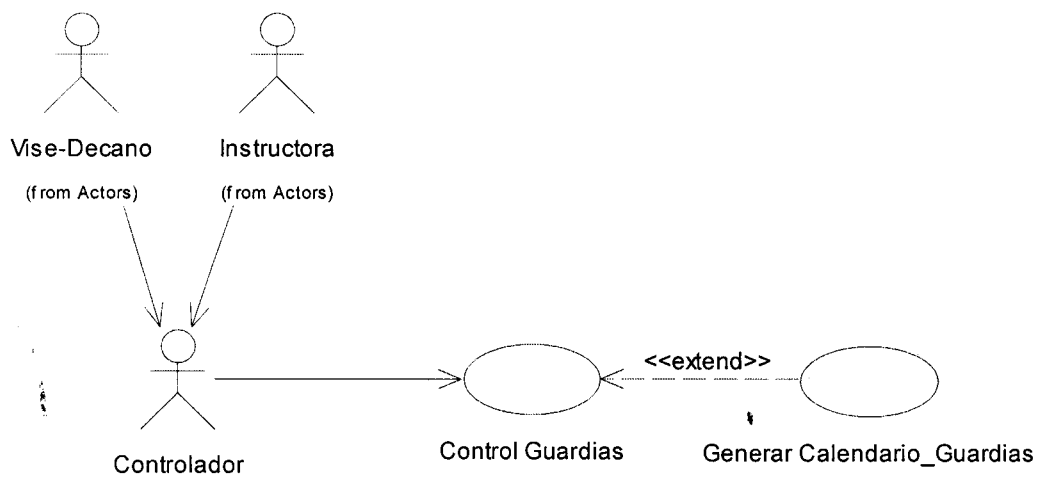 Vise-Decano
Instructora
(from Actors)
(from Actors)
<<extend>>
Controlador
Control Guardias
Generar Calendario_Guardias